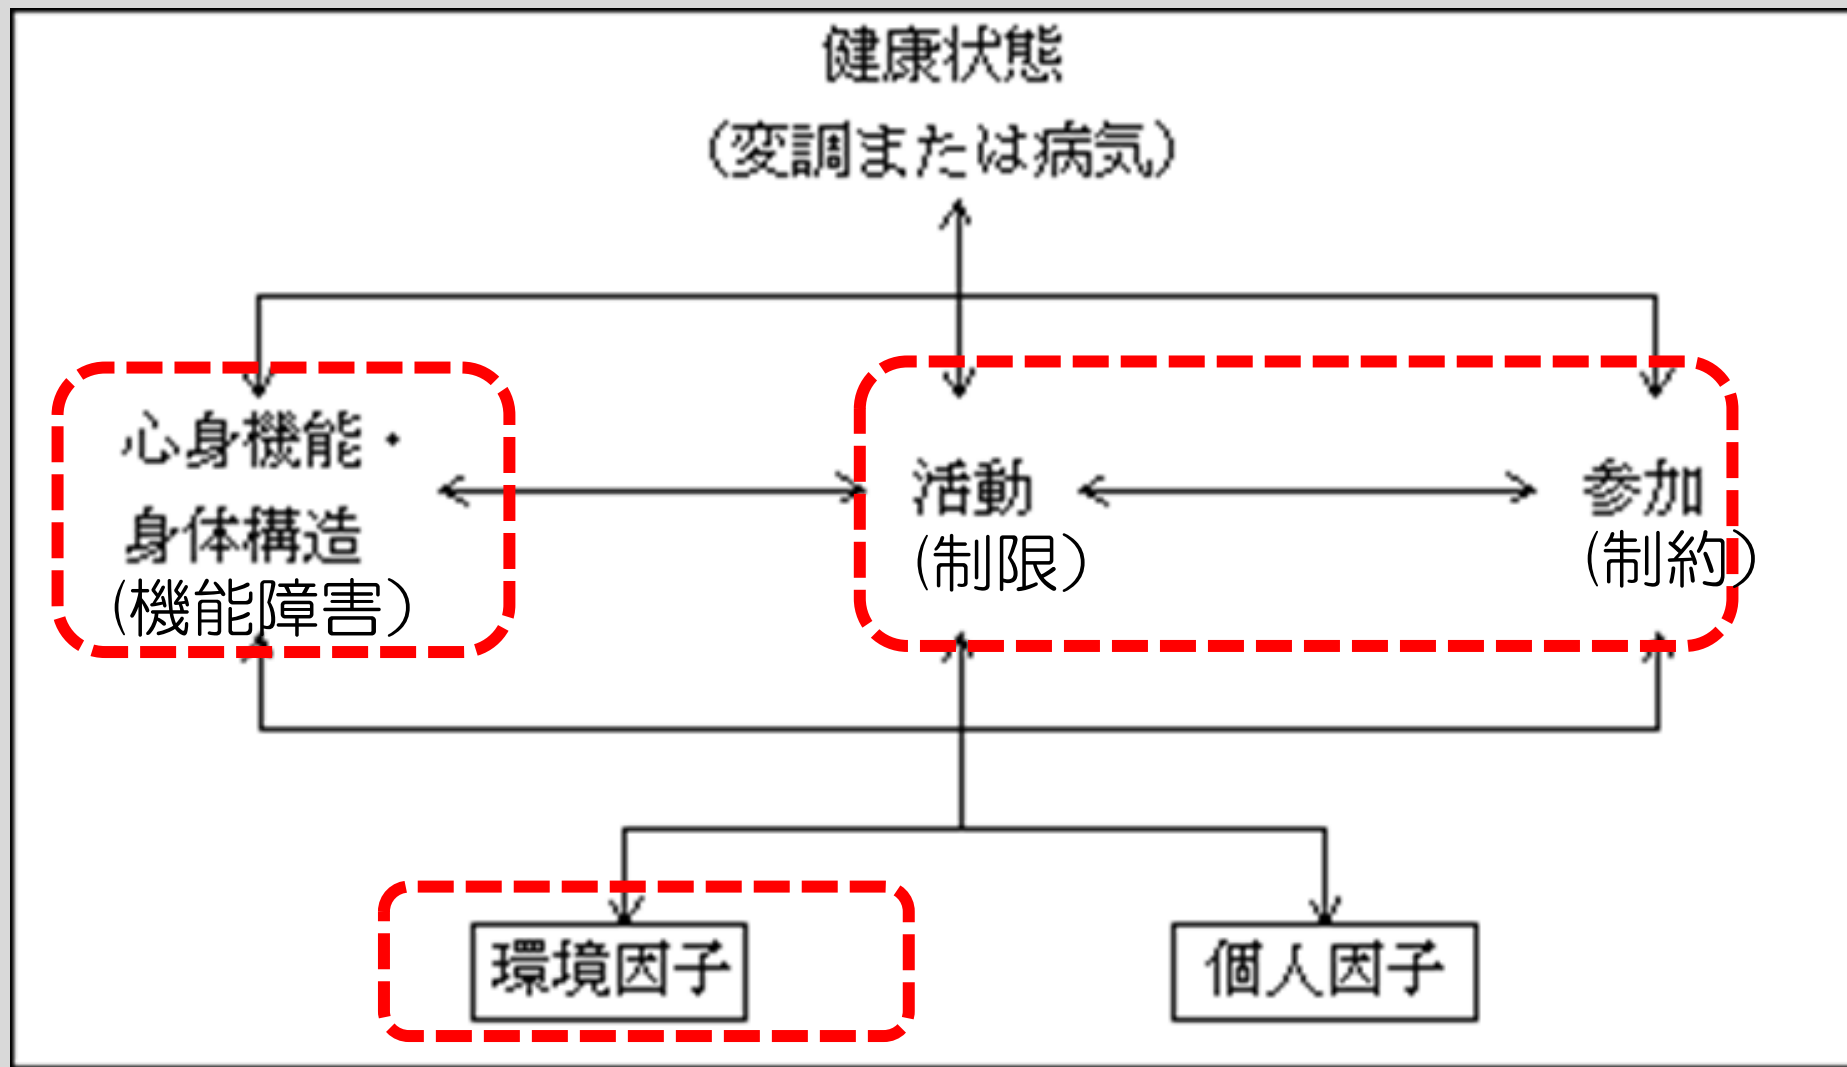 健康状態
(変調または病気)
心身機能・
身体構造
(機能障害)
活動
(制限)
参加
(制約)
環境因子
個人因子